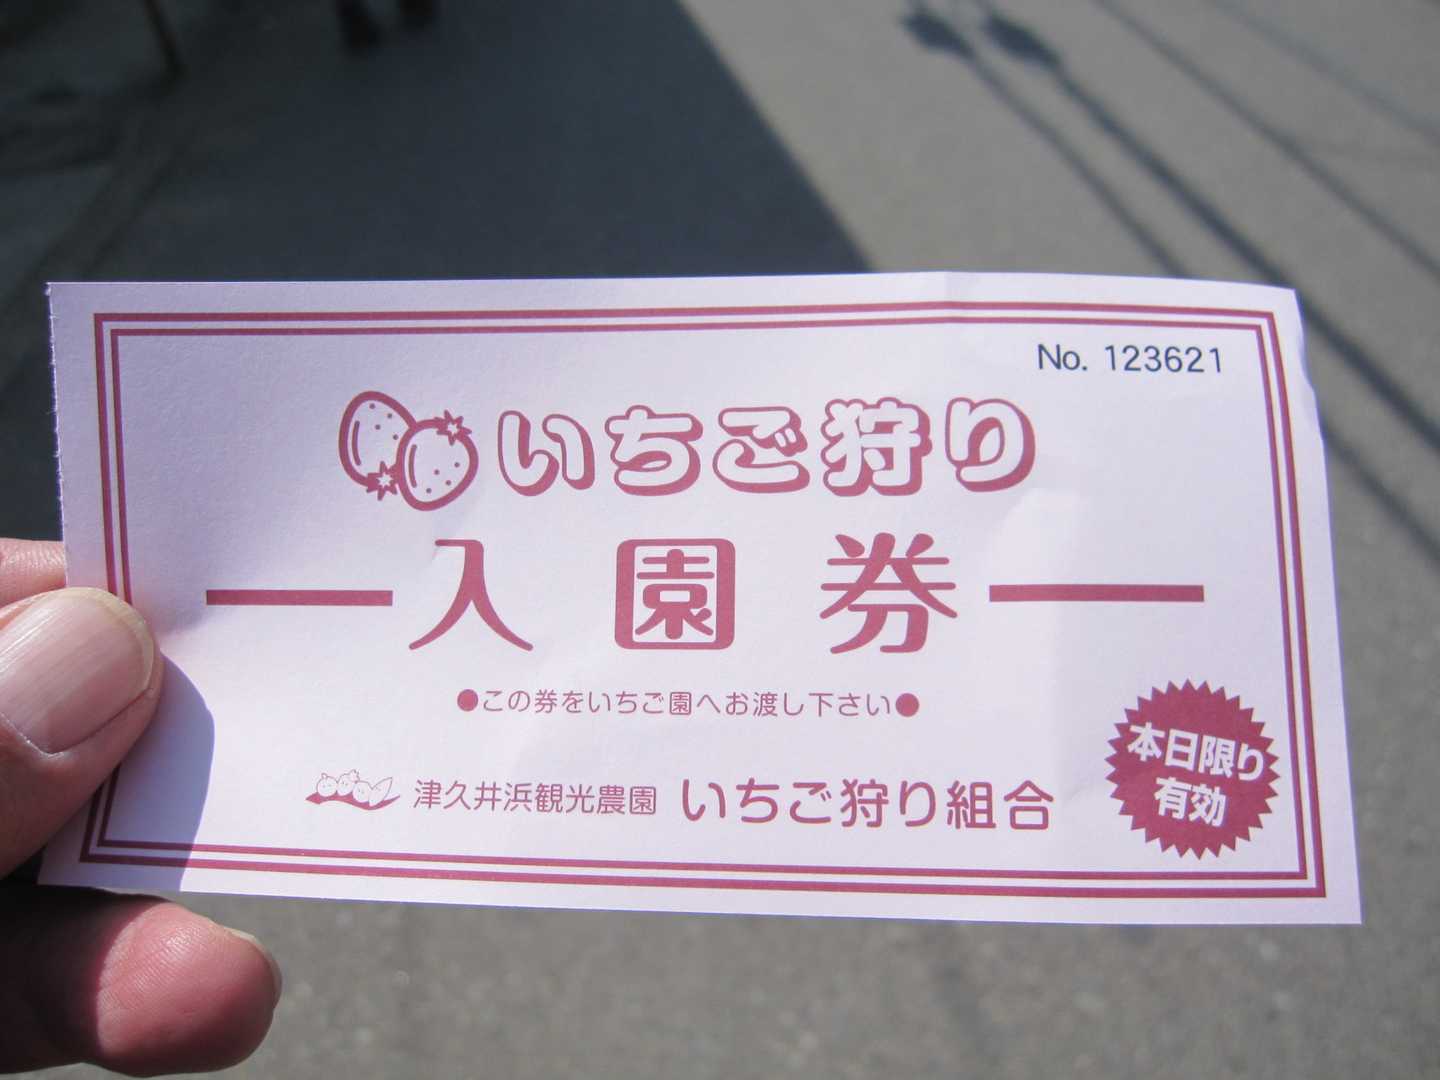 No. 123621
いちご狩り
入園券
●この券をいちご園へお渡し下さい●
津久井浜観光農園 いちご狩り組合
本日限り
有効